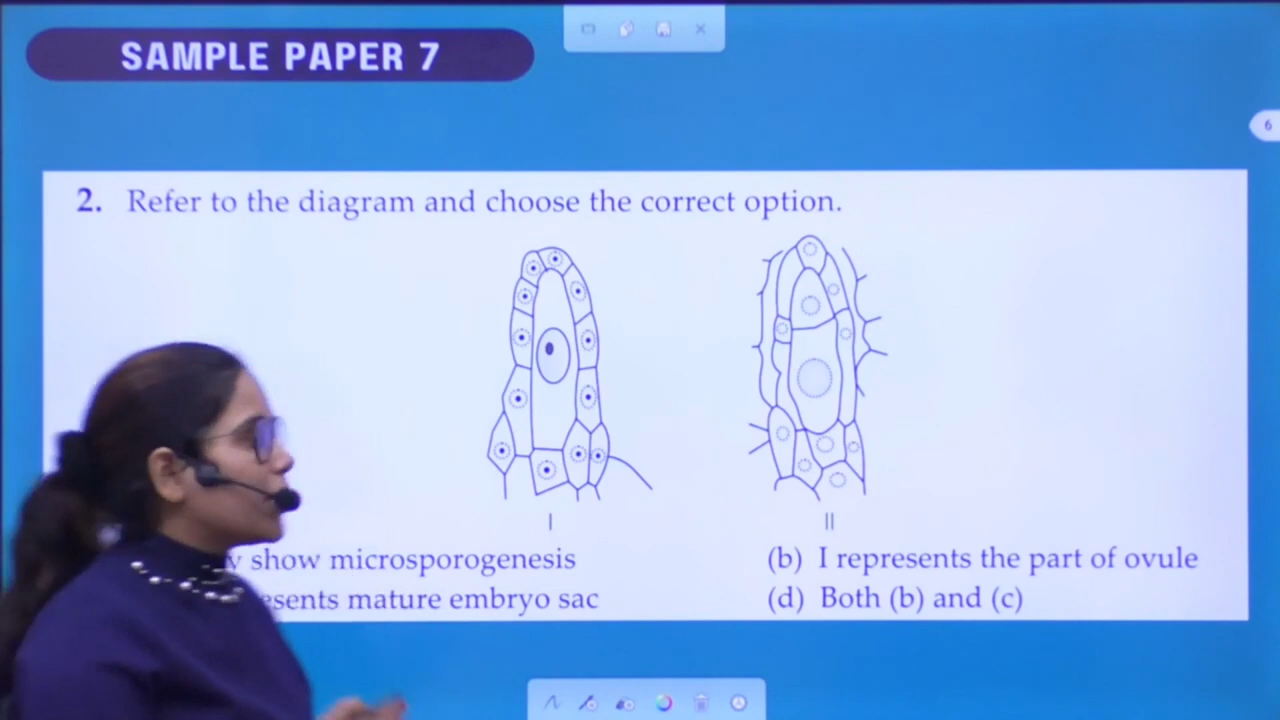 SAMPLE PAPER 7
6
2. Refer to the diagram and choose the correct option.
I
II
show microsporogenesis
(b) I represents the part of ovule
mature embryo sac
(d) Both (b) and (c)